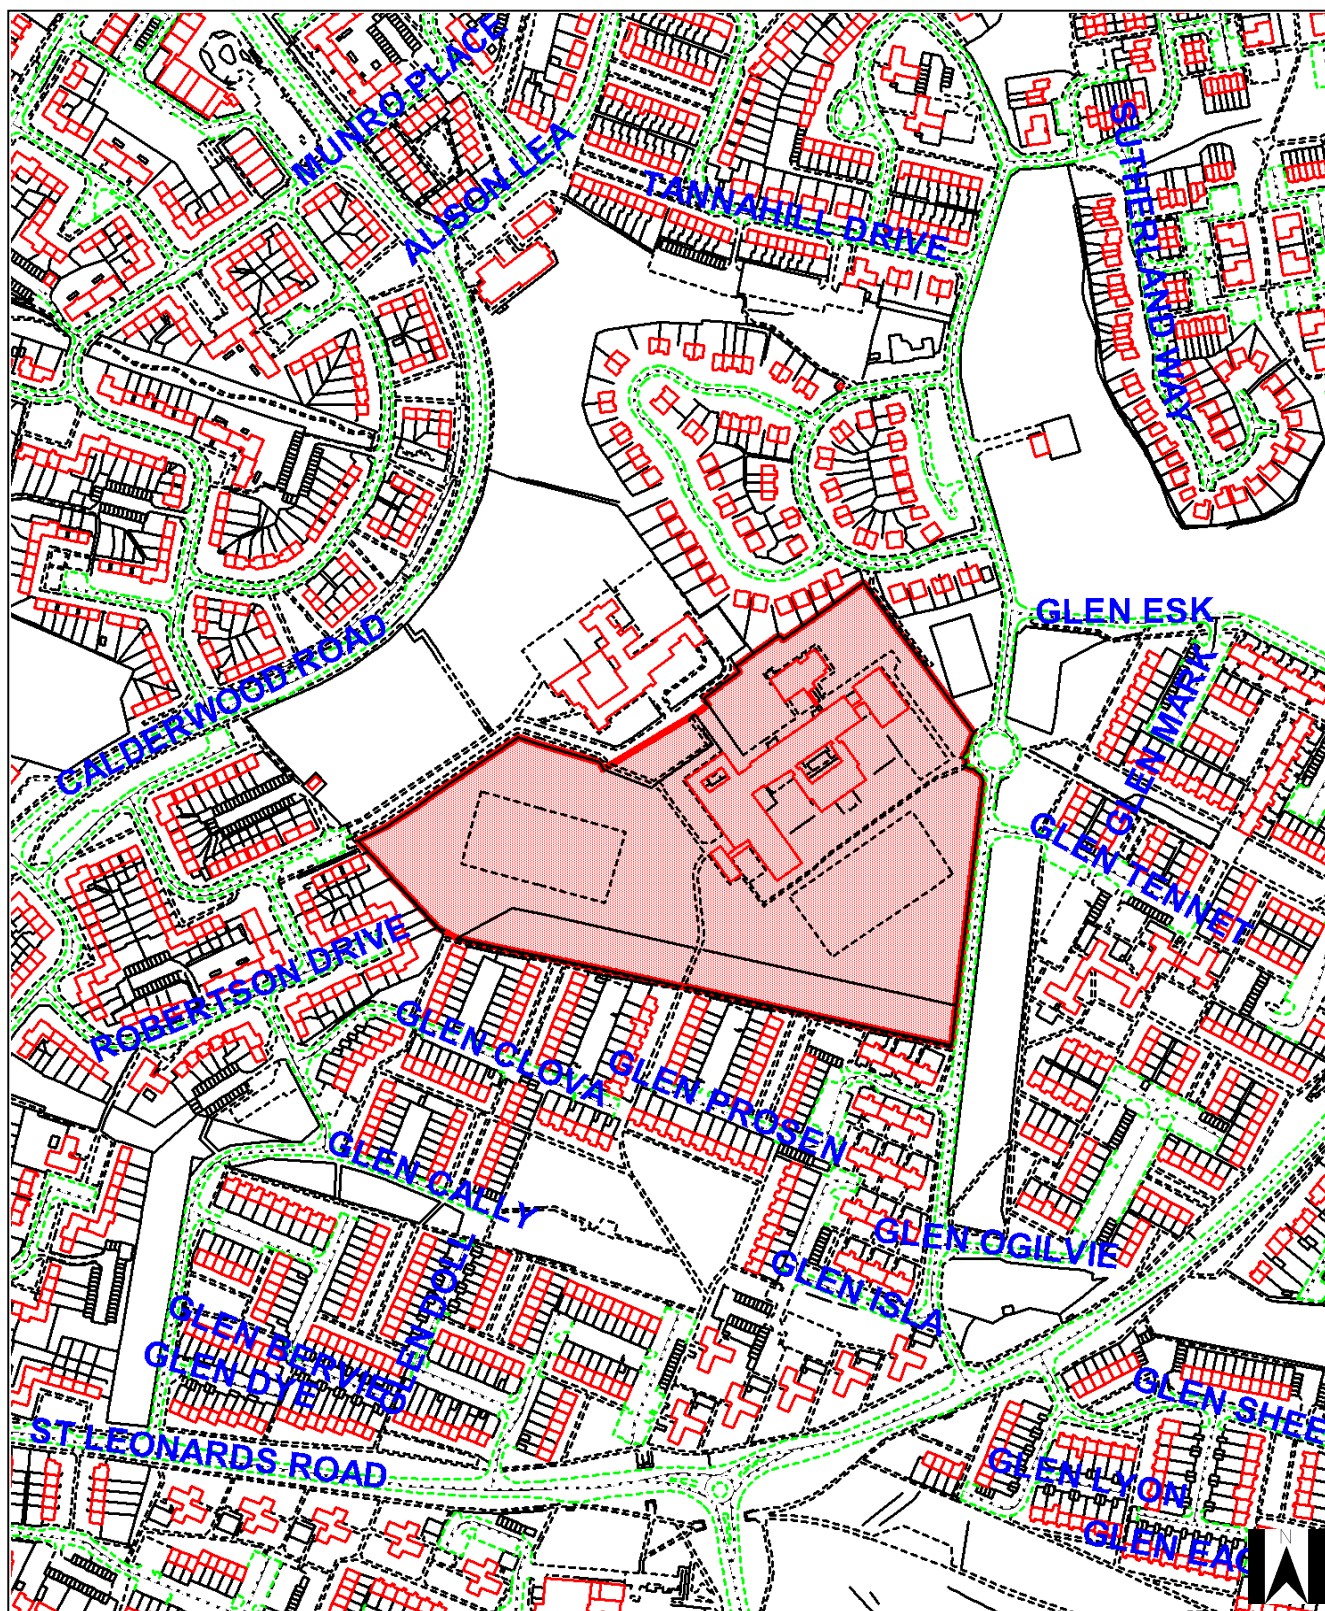 MUNRO PLACE
ALISON LEA
TANNAHILL DRIVE
SUTHERLAND WAY
GLEN ESK
GLEN MARK
CALDERWOOD ROAD
GLEN TENNET
ROBERTSON DRIVE
GLEN CLOVA
GLEN PROSEN
GLEN CALLY
GLEN OGILVIE
GLEN DOLL
GLEN ISLA
GLEN BERVIE
GLEN DYE
GLEN SHEE
ST LEONARDS ROAD
GLEN LYON
GLEN EAG
N